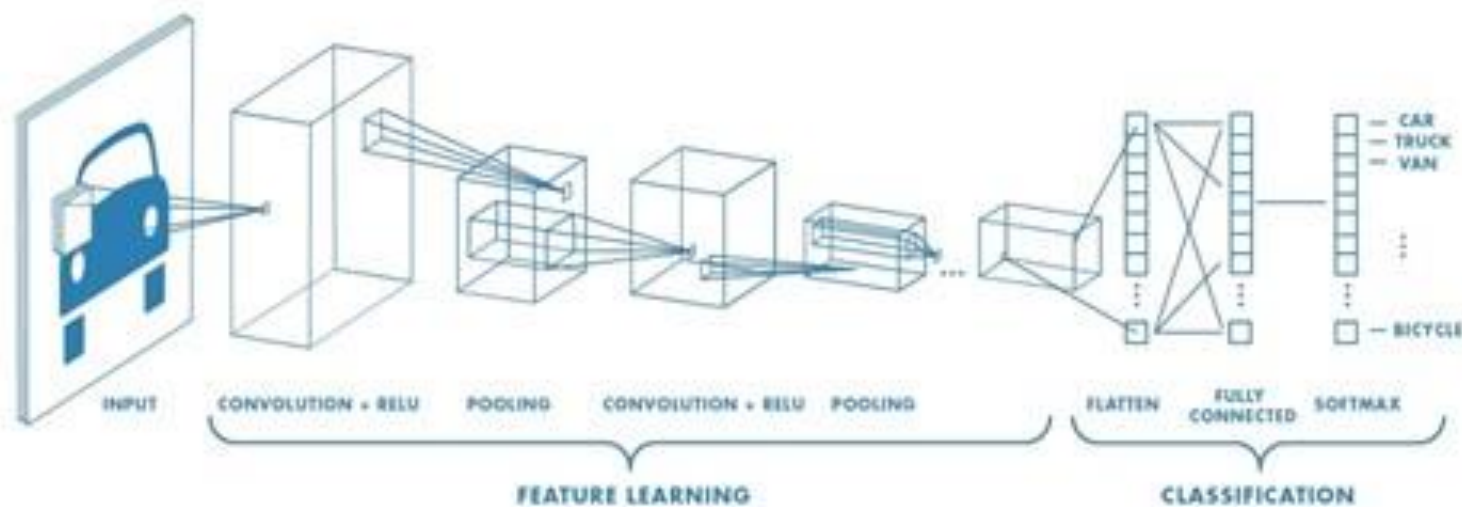 CAR
TRUCK
VAN
BICYCLE
INPUT
CONVOLUTION + RELU
POOLING
CONVOLUTION + RELU
POOLING
FLATTEN
FULLY
CONNECTED
SOFTMAX
FEATURE LEARNING
CLASSIFICATION